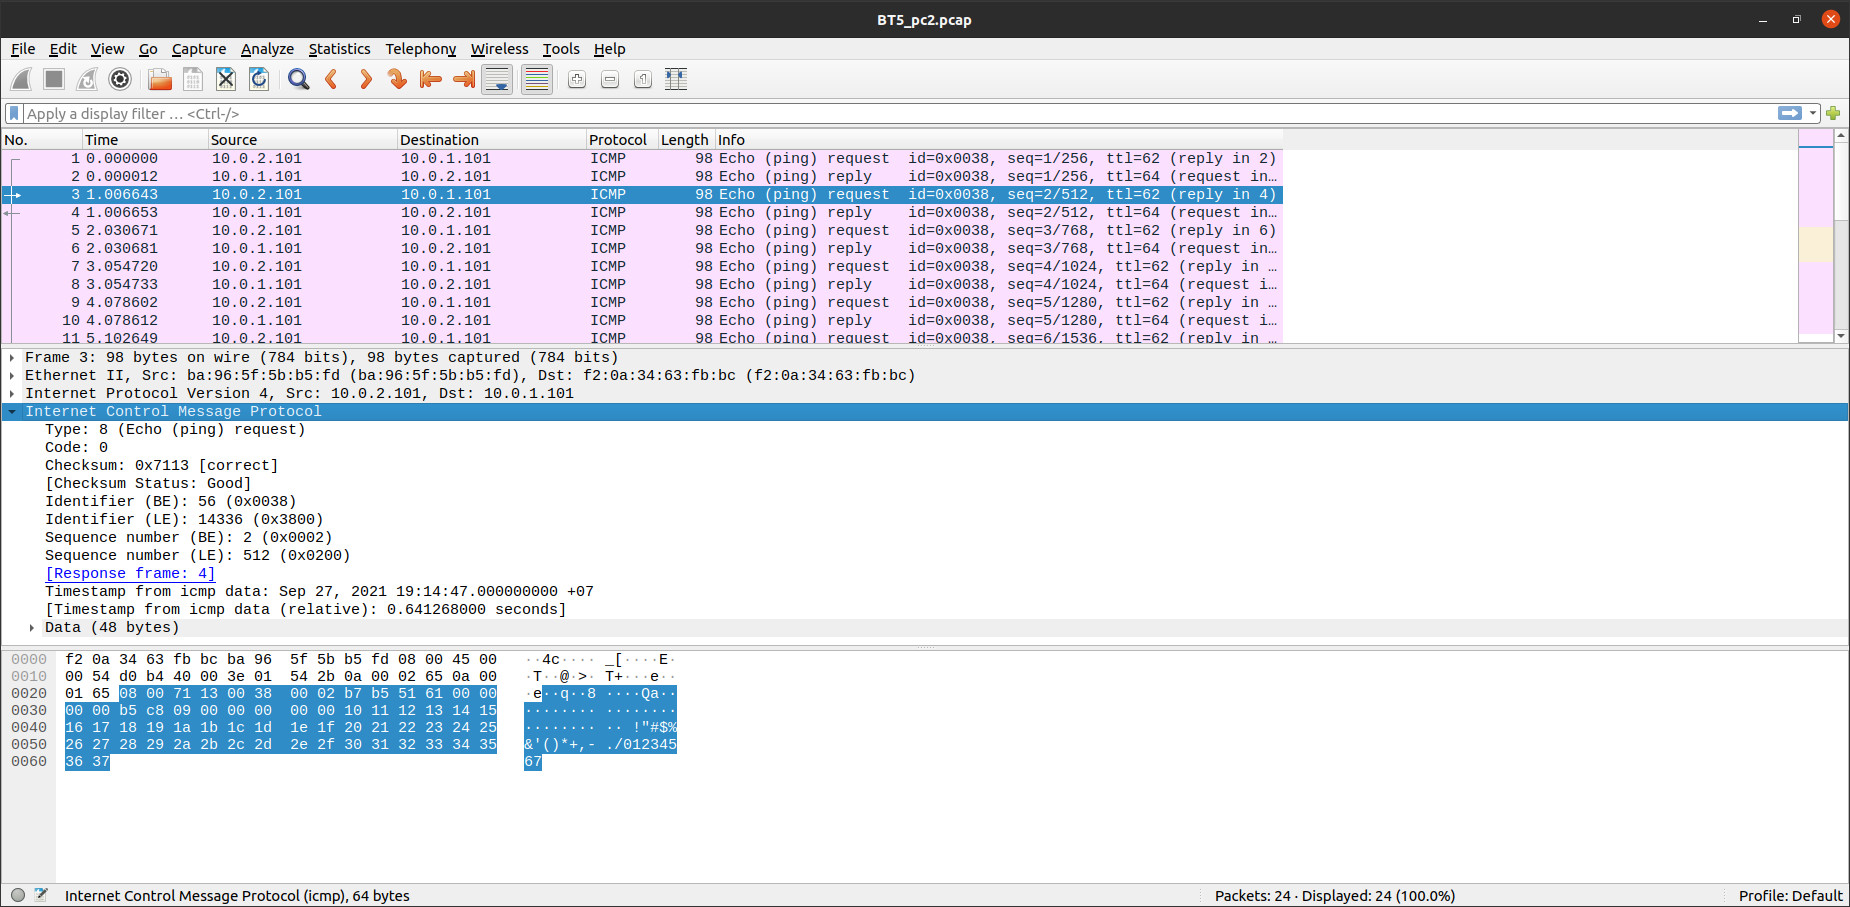 BT5_pc2.pcap
File Edit View Go Capture Analyze Statistics Telephony Wireless Tools Help
Apply a display filter … <Ctrl-/>
No. Time Source Destination Protocol Length Info
1 0.000000 10.0.2.101 10.0.1.101 ICMP 98 Echo (ping) request id=0x0038, seq=1/256, ttl=62 (reply in 2)
2 0.000012 10.0.1.101 10.0.2.101 ICMP 98 Echo (ping) reply id=0x0038, seq=1/256, ttl=64 (request in…
3 1.006643 10.0.2.101 10.0.1.101 ICMP 98 Echo (ping) request id=0x0038, seq=2/512, ttl=62 (reply in 4)
4 1.006653 10.0.1.101 10.0.2.101 ICMP 98 Echo (ping) reply id=0x0038, seq=2/512, ttl=64 (request in…
5 2.030671 10.0.2.101 10.0.1.101 ICMP 98 Echo (ping) request id=0x0038, seq=3/768, ttl=62 (reply in 6)
6 2.030681 10.0.1.101 10.0.2.101 ICMP 98 Echo (ping) reply id=0x0038, seq=3/768, ttl=64 (request in…
7 3.054720 10.0.2.101 10.0.1.101 ICMP 98 Echo (ping) request id=0x0038, seq=4/1024, ttl=62 (reply in …
8 3.054733 10.0.1.101 10.0.2.101 ICMP 98 Echo (ping) reply id=0x0038, seq=4/1024, ttl=64 (request i…
9 4.078602 10.0.2.101 10.0.1.101 ICMP 98 Echo (ping) request id=0x0038, seq=5/1280, ttl=62 (reply in …
10 4.078612 10.0.1.101 10.0.2.101 ICMP 98 Echo (ping) reply id=0x0038, seq=5/1280, ttl=64 (request i…
11 5.102649 10.0.2.101 10.0.1.101 ICMP 98 Echo (ping) request id=0x0038, seq=6/1536, ttl=62 (reply in …
Frame 3: 98 bytes on wire (784 bits), 98 bytes captured (784 bits)
Ethernet II, Src: ba:96:5f:5b:b5:fd (ba:96:5f:5b:b5:fd), Dst: f2:0a:34:63:fb:bc (f2:0a:34:63:fb:bc)
Internet Protocol Version 4, Src: 10.0.2.101, Dst: 10.0.1.101
Internet Control Message Protocol
Type: 8 (Echo (ping) request)
Code: 0
Checksum: 0x7113 [correct]
[Checksum Status: Good]
Identifier (BE): 56 (0x0038)
Identifier (LE): 14336 (0x3800)
Sequence number (BE): 2 (0x0002)
Sequence number (LE): 512 (0x0200)
[Response frame: 4]
Timestamp from icmp data: Sep 27, 2021 19:14:47.000000000 +07
[Timestamp from icmp data (relative): 0.641268000 seconds]
Data (48 bytes)
0000 f2 0a 34 63 fb bc ba 96 5f 5b b5 fd 08 00 45 00 ··4c···· _[····E·
0010 00 54 d0 b4 40 00 3e 01 54 2b 0a 00 02 65 0a 00 ·T··@·>· T+···e··
0020 01 65 08 00 71 13 00 38 00 02 b7 b5 51 61 00 00 ·e··q··8 ····Qa··
0030 00 00 b5 c8 09 00 00 00 00 00 10 11 12 13 14 15 ········ ········
0040 16 17 18 19 1a 1b 1c 1d 1e 1f 20 21 22 23 24 25 ········ ·· !"#$%
0050 26 27 28 29 2a 2b 2c 2d 2e 2f 30 31 32 33 34 35 &'()*+,- ./012345
0060 36 37 67
Internet Control Message Protocol (icmp), 64 bytes Packets: 24 · Displayed: 24 (100.0%) Profile: Default